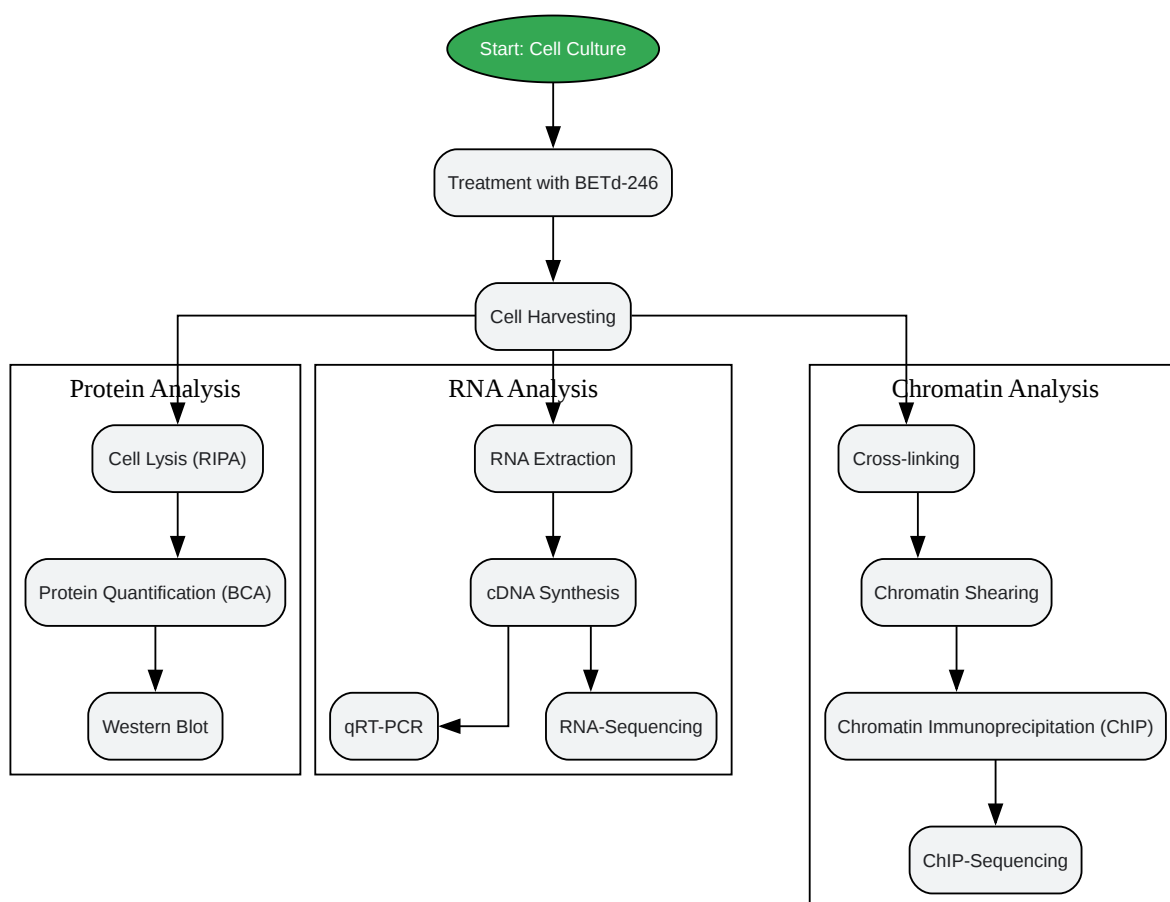 Start: Cell Culture
Treatment with BETd-246
Cell Harvesting
Protein Analysis
Cell Lysis (RIPA)
Protein Quantification (BCA)
Western Blot
RNA Analysis
RNA Extraction
cDNA Synthesis
qRT-PCR
RNA-Sequencing
Chromatin Analysis
Cross-linking
Chromatin Shearing
Chromatin Immunoprecipitation (ChIP)
ChIP-Sequencing